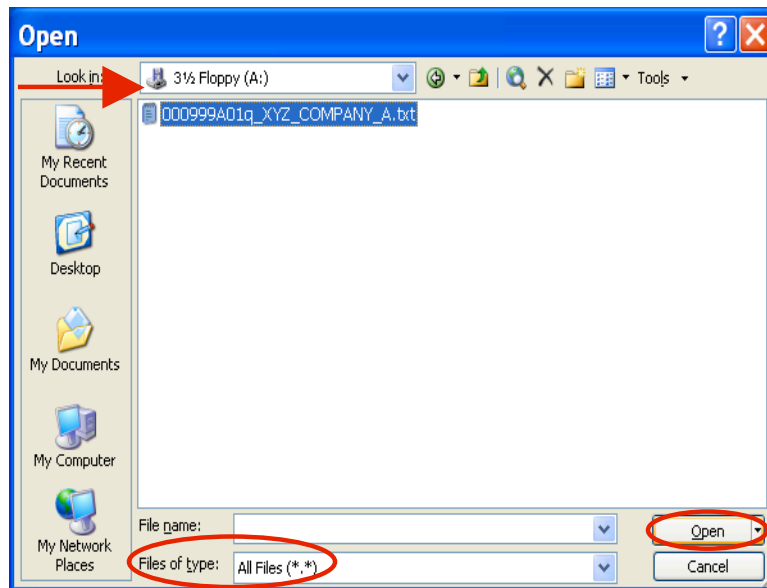 Open
Look in: 3½ Floppy (A:) Tools
000999A01q_XYZ_COMPANY_A.txt
My Recent
Documents
Desktop
My Documents
My Computer
My Network
Places
File name:
Open
Files of type: All Files (*.*)
Cancel